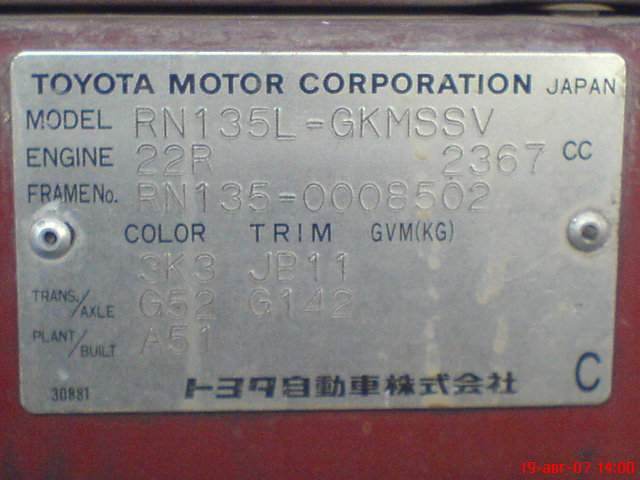 TOYOTA MOTOR CORPORATION JAPAN
MODEL RN135L-GKMSSV
ENGINE 22R 2367 CC
FRAME No. RN135-0008502
COLOR TRIM GVM(KG)
3K3 JB11
TRANS./AXLE G52 G142
PLANT/BUILT A51
30881 トヨタ自動車株式会社 C
19-apr-07 14:00